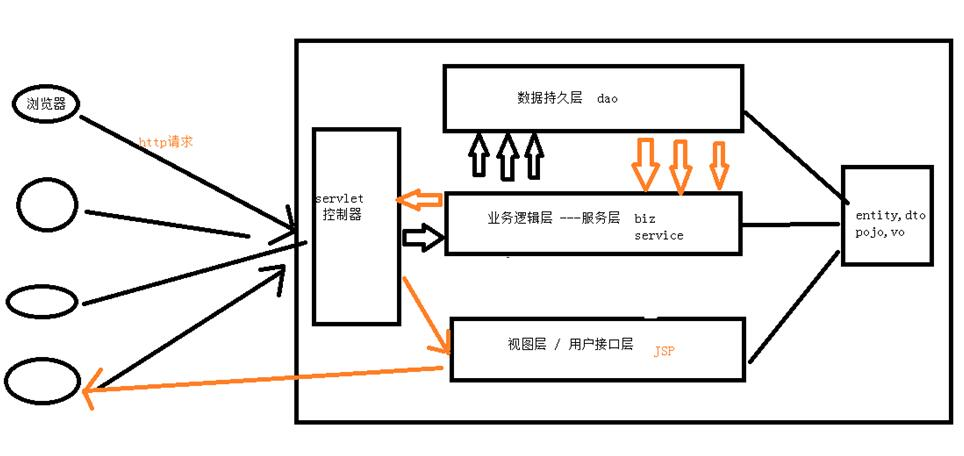 浏览器
http请求
数据持久层 dao
servlet
控制器
业务逻辑层 ---服务层 biz
service
entity,dto
pojo,vo
视图层 / 用户接口层 JSP